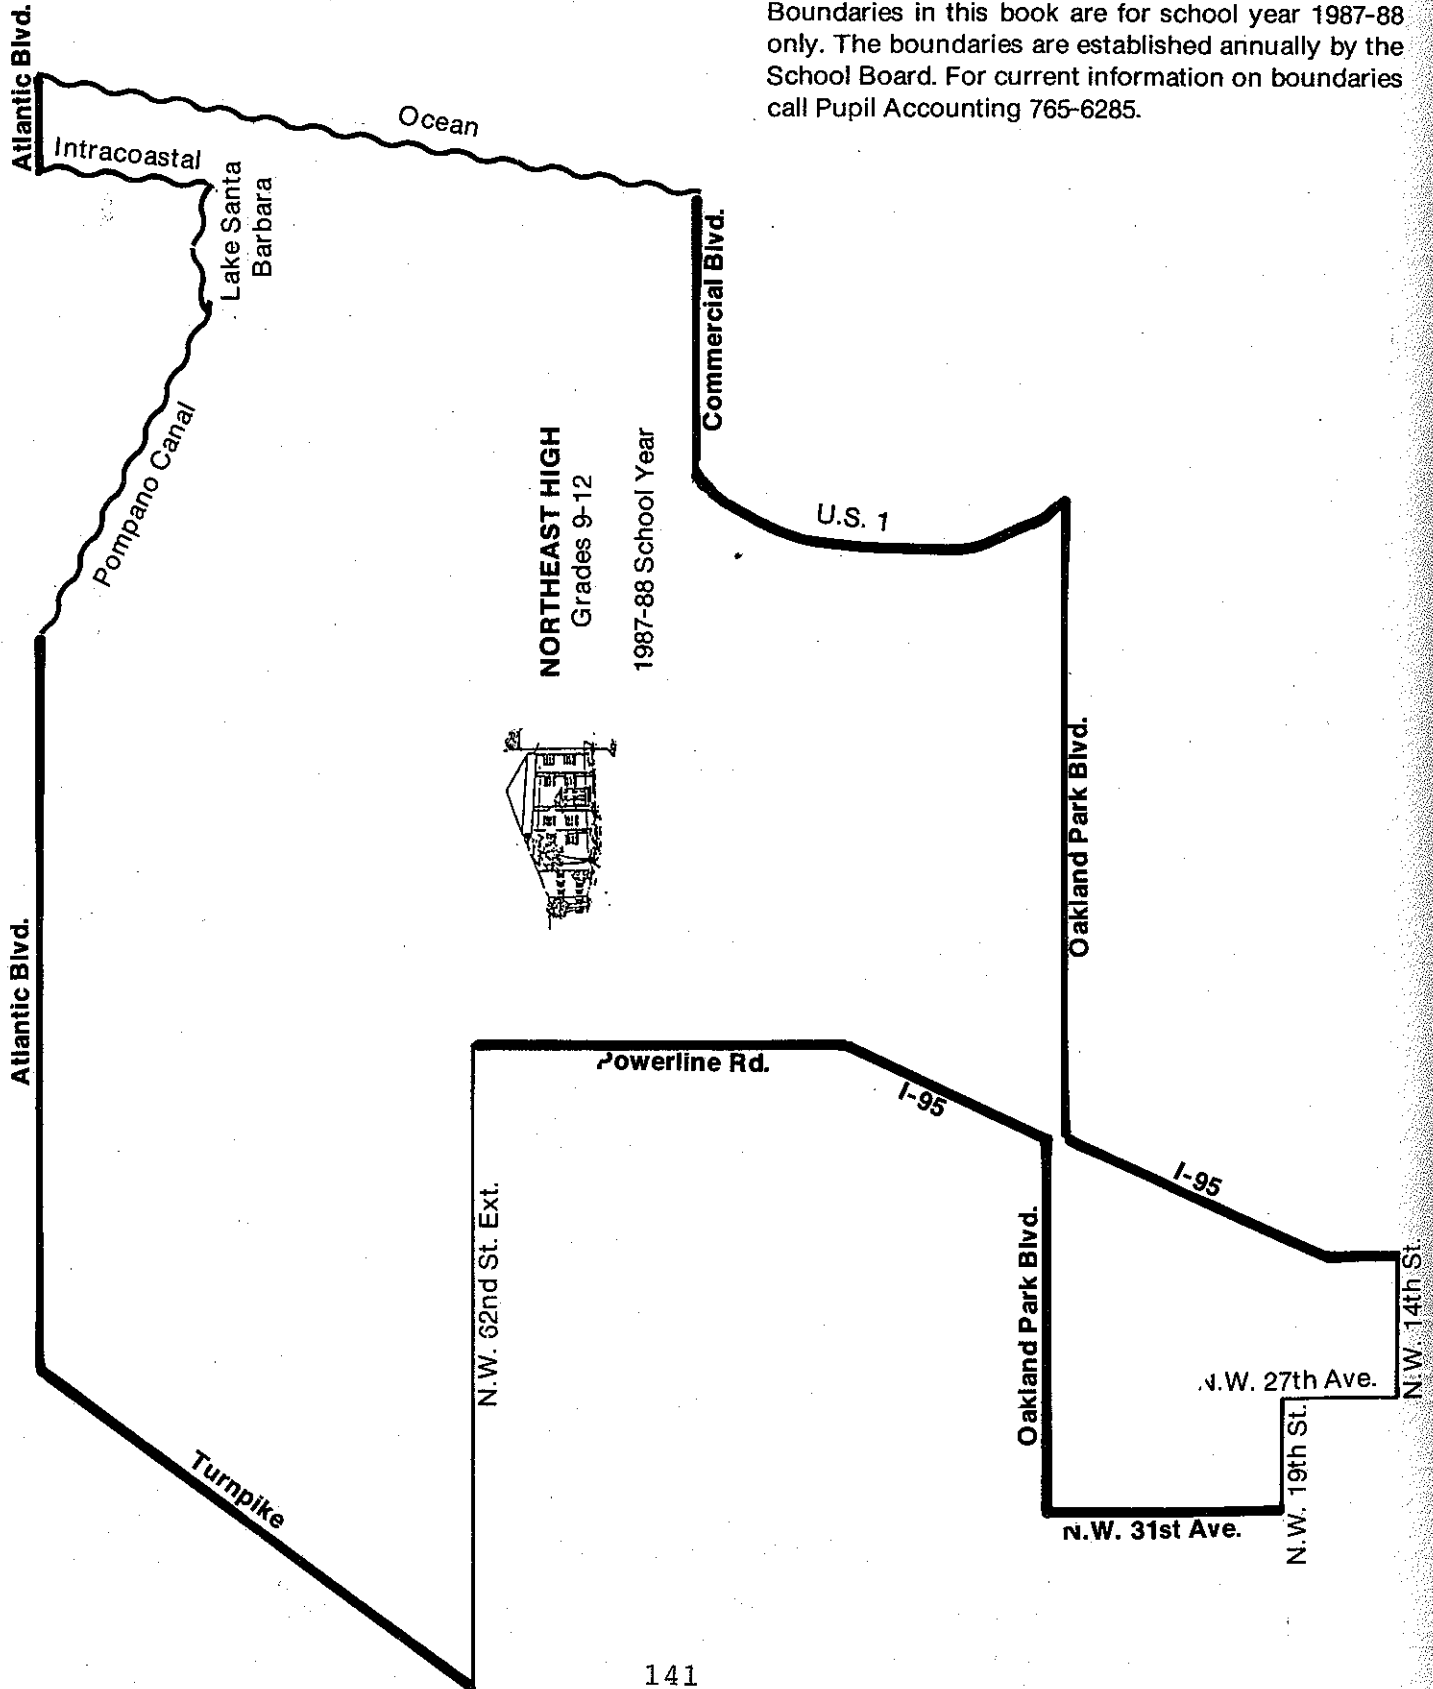 Boundaries in this book are for school year 1987-88
only. The boundaries are established annually by the
School Board. For current information on boundaries
call Pupil Accounting 765-6285.
Atlantic Blvd.
Ocean
Intracoastal
Lake Santa
Barbara
Pompano Canal
Commercial Blvd.
NORTHEAST HIGH
Grades 9-12
1987-88 School Year
U.S. 1
Oakland Park Blvd.
Atlantic Blvd.
Powerline Rd.
I-95
I-95
N.W. 62nd St. Ext.
Oakland Park Blvd.
N.W. 14th St.
N.W. 27th Ave.
N.W. 19th St.
N.W. 31st Ave.
Turnpike
141